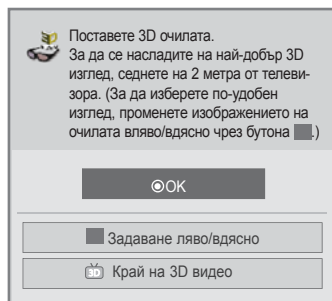 Поставете 3D очилата.
За да се насладите на най-добър 3D
изглед, седнете на 2 метра от телеви-
зора. (За да изберете по-удобен
изглед, променете изображението на
очилата вляво/вдясно чрез бутона .)
OK
Задаване ляво/вдясно
3D Край на 3D видео